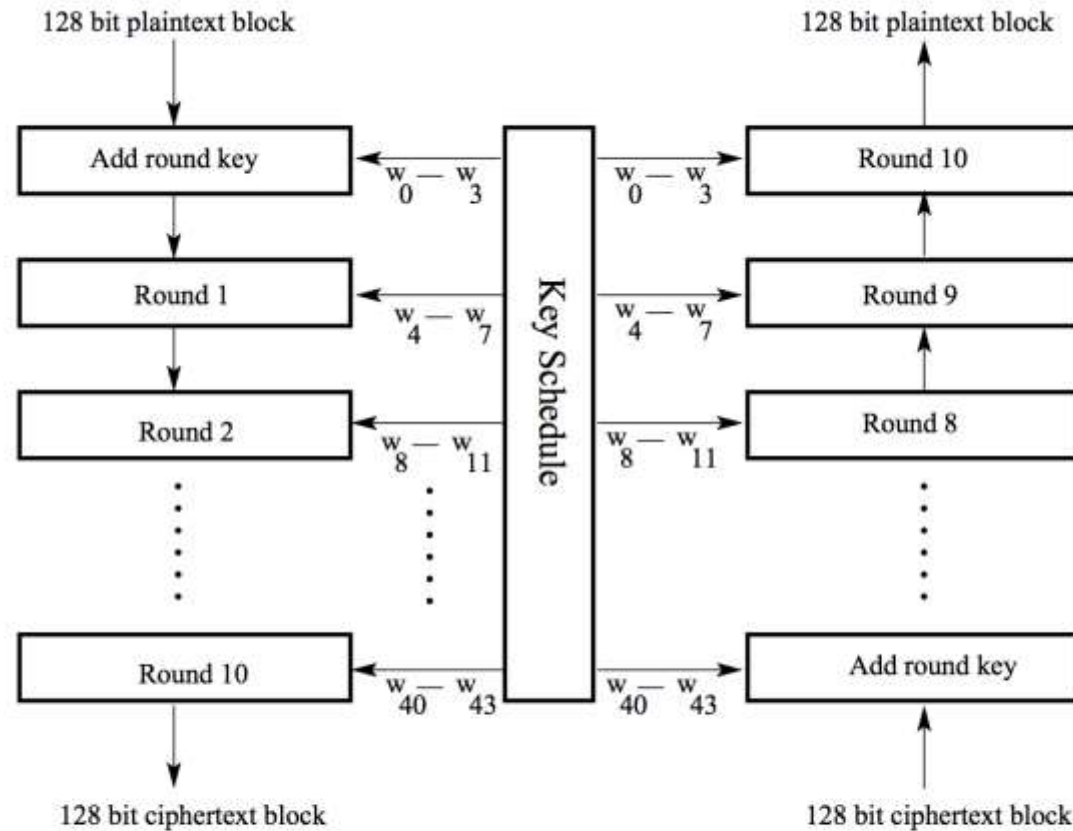 128 bit plaintext block
128 bit plaintext block
Add round key
w0 — w3
w0 — w3
Round 10
Round 1
w4 — w7
Key Schedule
w4 — w7
Round 9
Round 2
w8 — w11
w8 — w11
Round 8
Round 10
w40 — w43
w40 — w43
Add round key
128 bit ciphertext block
128 bit ciphertext block